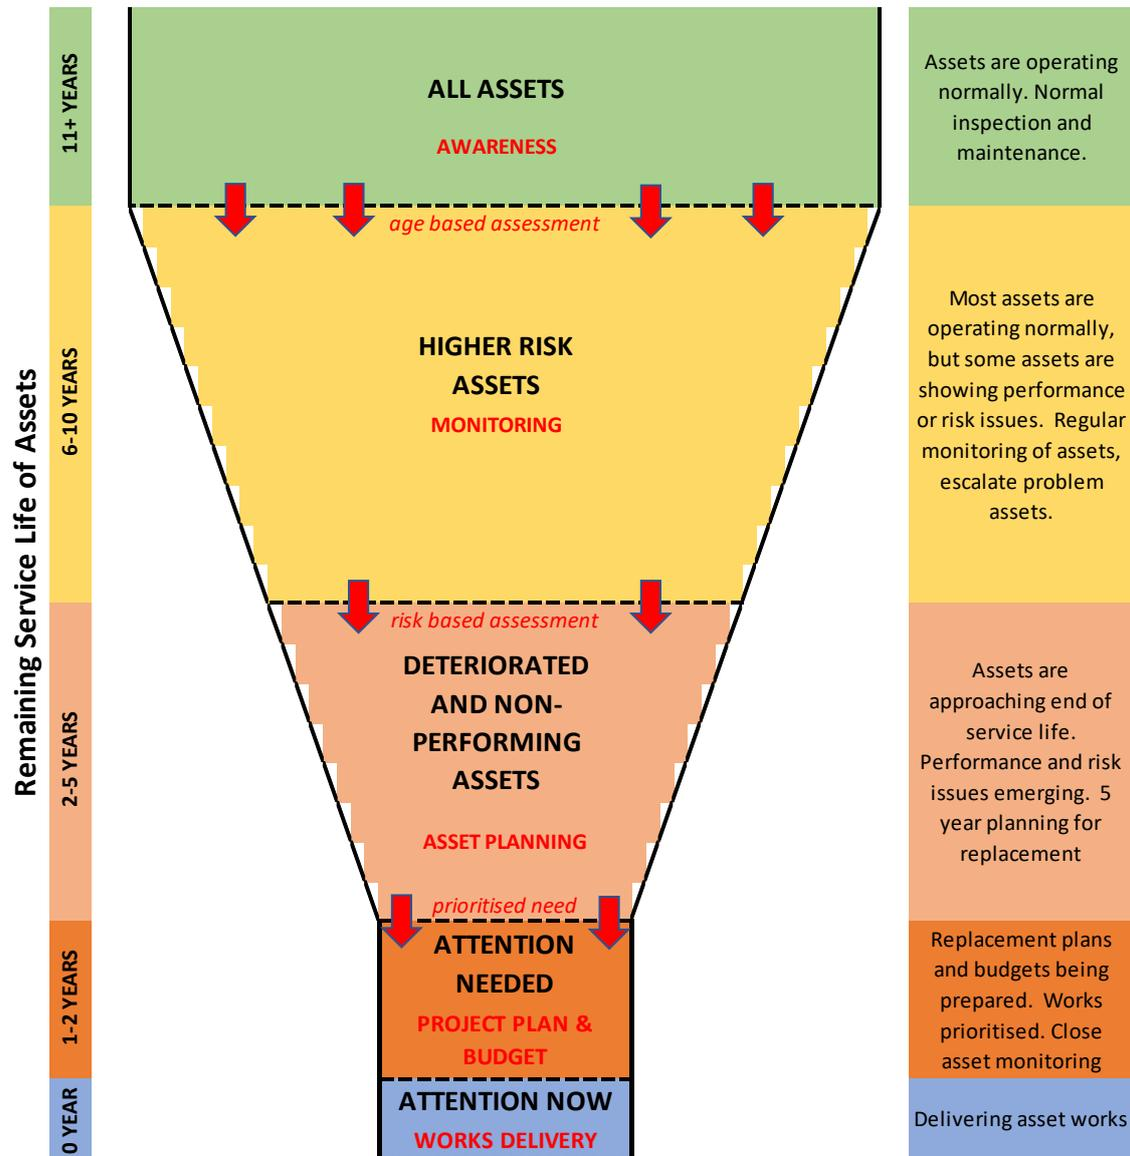 Remaining Service Life of Assets
11+ YEARS
ALL ASSETS
AWARENESS
Assets are operating
normally. Normal
inspection and
maintenance.
age based assessment
6-10 YEARS
HIGHER RISK
ASSETS
MONITORING
Most assets are
operating normally,
but some assets are
showing performance
or risk issues.  Regular
monitoring of assets,
escalate problem
assets.
risk based assessment
2-5 YEARS
DETERIORATED
AND NON-
PERFORMING
ASSETS
ASSET PLANNING
Assets are
approaching end of
service life.
Performance and risk
issues emerging.  5
year planning for
replacement
prioritised need
1-2 YEARS
ATTENTION
NEEDED
PROJECT PLAN &
BUDGET
Replacement plans
and budgets being
prepared.  Works
prioritised. Close
asset monitoring
0 YEAR
ATTENTION NOW
WORKS DELIVERY
Delivering asset works